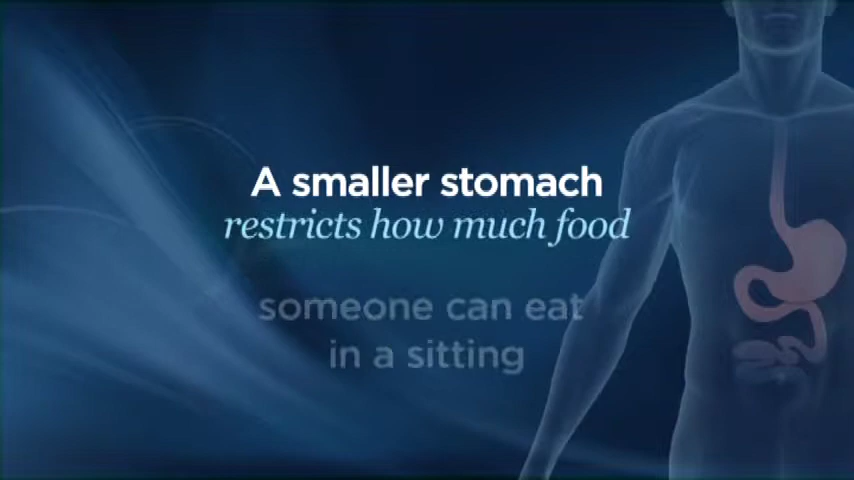 A smaller stomach
restricts how much food
someone can eat
in a sitting